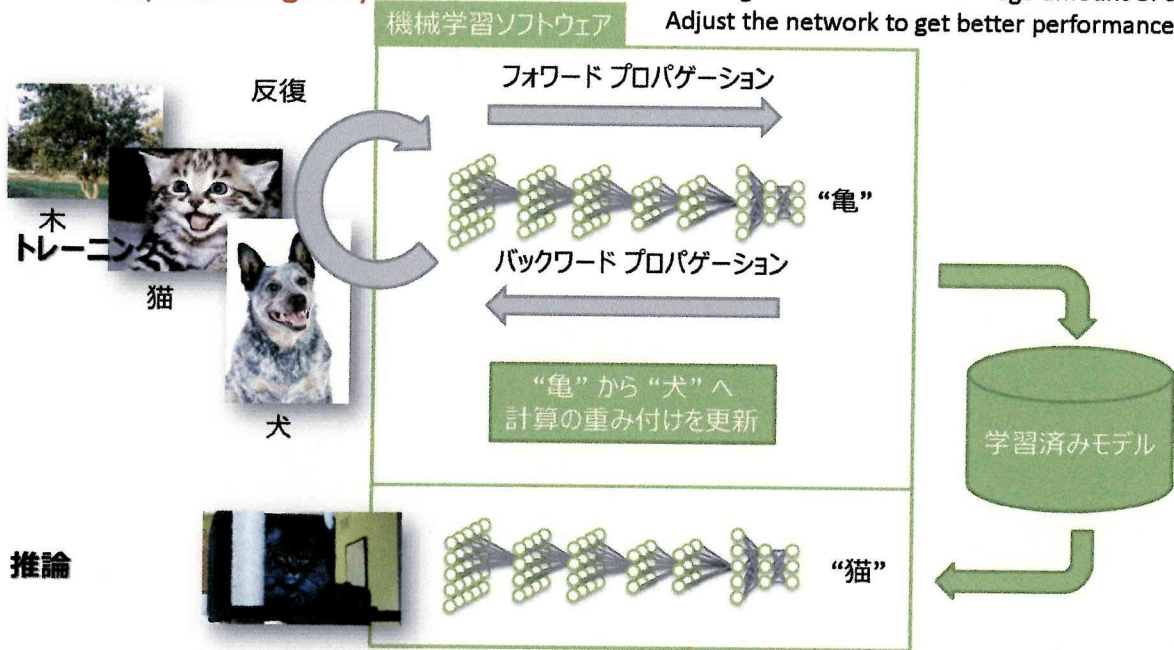 機械学習ソフトウェア
Adjust the network to get better performance
反復
フォワード プロパゲーション
木
トレーニング
猫
犬
“亀”
バックワード プロパゲーション
“亀” から “犬” へ
計算の重み付けを更新
学習済みモデル
推論
“猫”